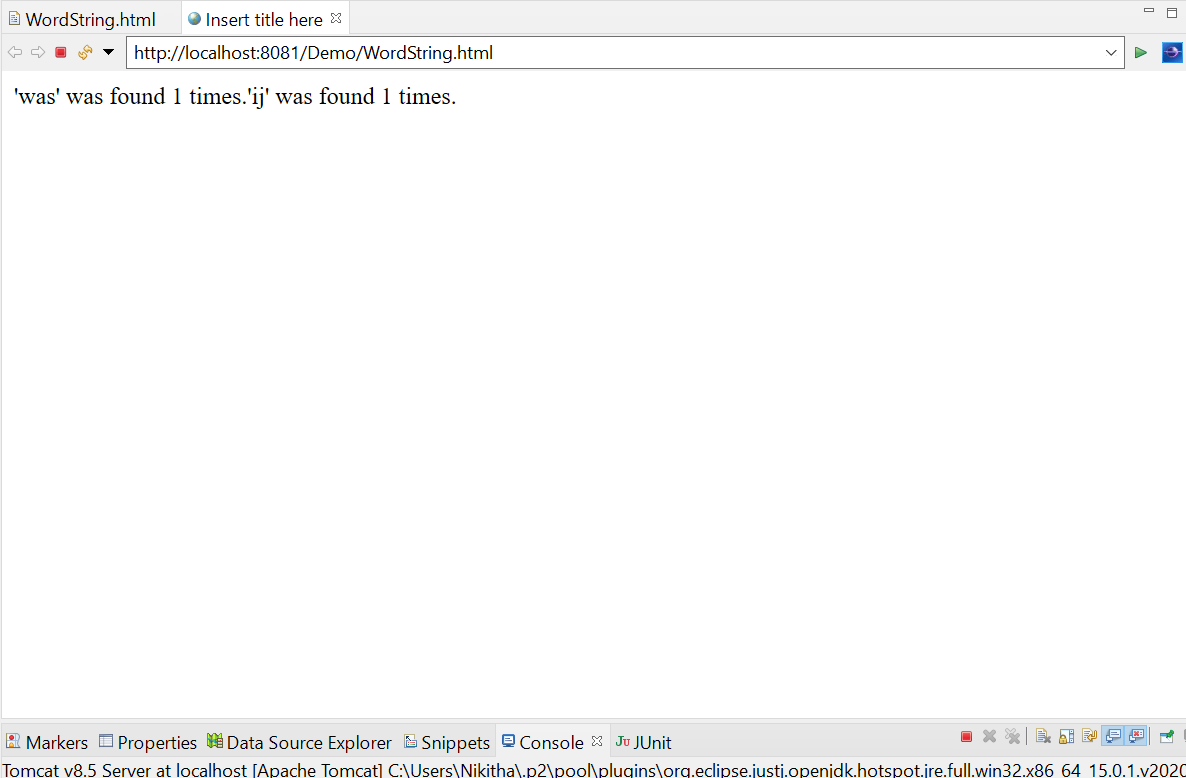 WordString.html Insert title here
http://localhost:8081/Demo/WordString.html
'was' was found 1 times.'ij' was found 1 times.
Markers Properties Data Source Explorer Snippets Console JUnit
Tomcat v8.5 Server at localhost [Apache Tomcat] C:\Users\Nikitha\.p2\pool\plugins\org.eclipse.justj.openjdk.hotspot.jre.full.win32.x86_64_15.0.1.v2020